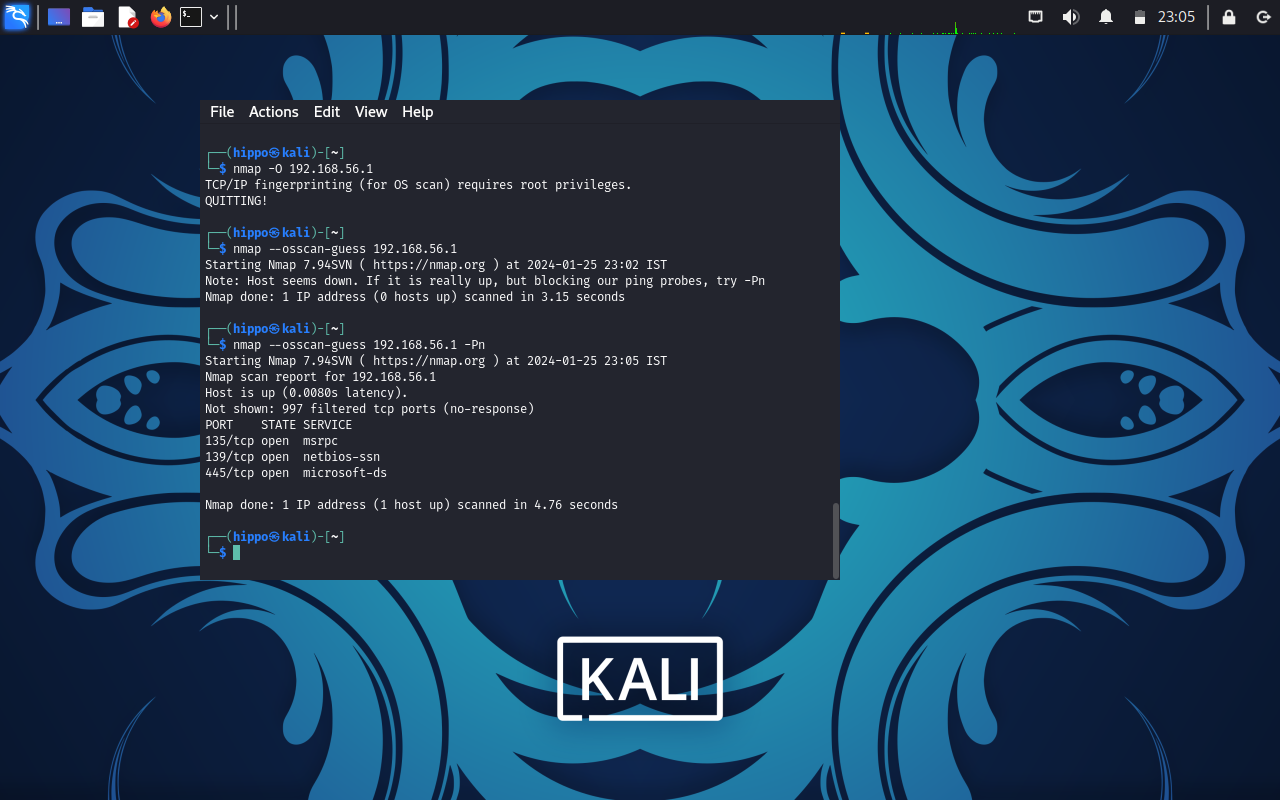 23:05
File Actions Edit View Help
┌──(hippo㉿kali)-[~]
└─$ nmap -O 192.168.56.1
TCP/IP fingerprinting (for OS scan) requires root privileges.
QUITTING!
┌──(hippo㉿kali)-[~]
└─$ nmap --osscan-guess 192.168.56.1
Starting Nmap 7.94SVN ( https://nmap.org ) at 2024-01-25 23:02 IST
Note: Host seems down. If it is really up, but blocking our ping probes, try -Pn
Nmap done: 1 IP address (0 hosts up) scanned in 3.15 seconds
┌──(hippo㉿kali)-[~]
└─$ nmap --osscan-guess 192.168.56.1 -Pn
Starting Nmap 7.94SVN ( https://nmap.org ) at 2024-01-25 23:05 IST
Nmap scan report for 192.168.56.1
Host is up (0.0080s latency).
Not shown: 997 filtered tcp ports (no-response)
PORT    STATE SERVICE
135/tcp open  msrpc
139/tcp open  netbios-ssn
445/tcp open  microsoft-ds
Nmap done: 1 IP address (1 host up) scanned in 4.76 seconds
┌──(hippo㉿kali)-[~]
└─$
KALI